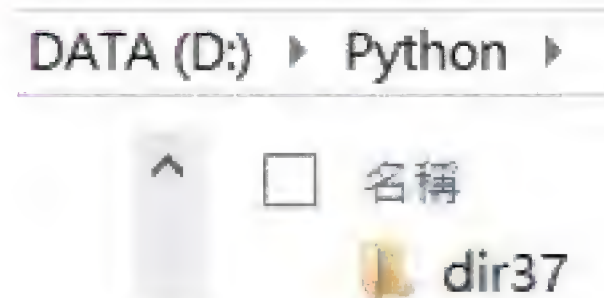 DATA (D:) Python
名稱
dir37